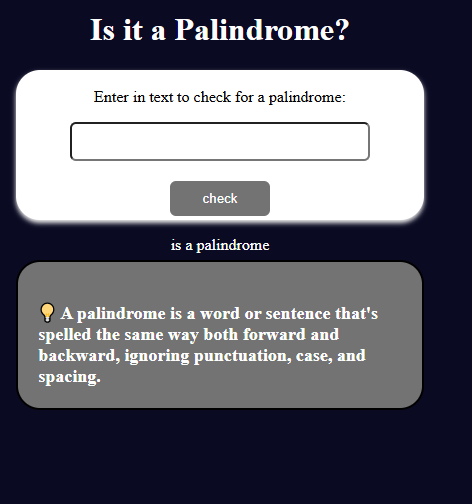 Is it a Palindrome?
Enter in text to check for a palindrome:
check
is a palindrome
💡 A palindrome is a word or sentence that's
spelled the same way both forward and
backward, ignoring punctuation, case, and
spacing.